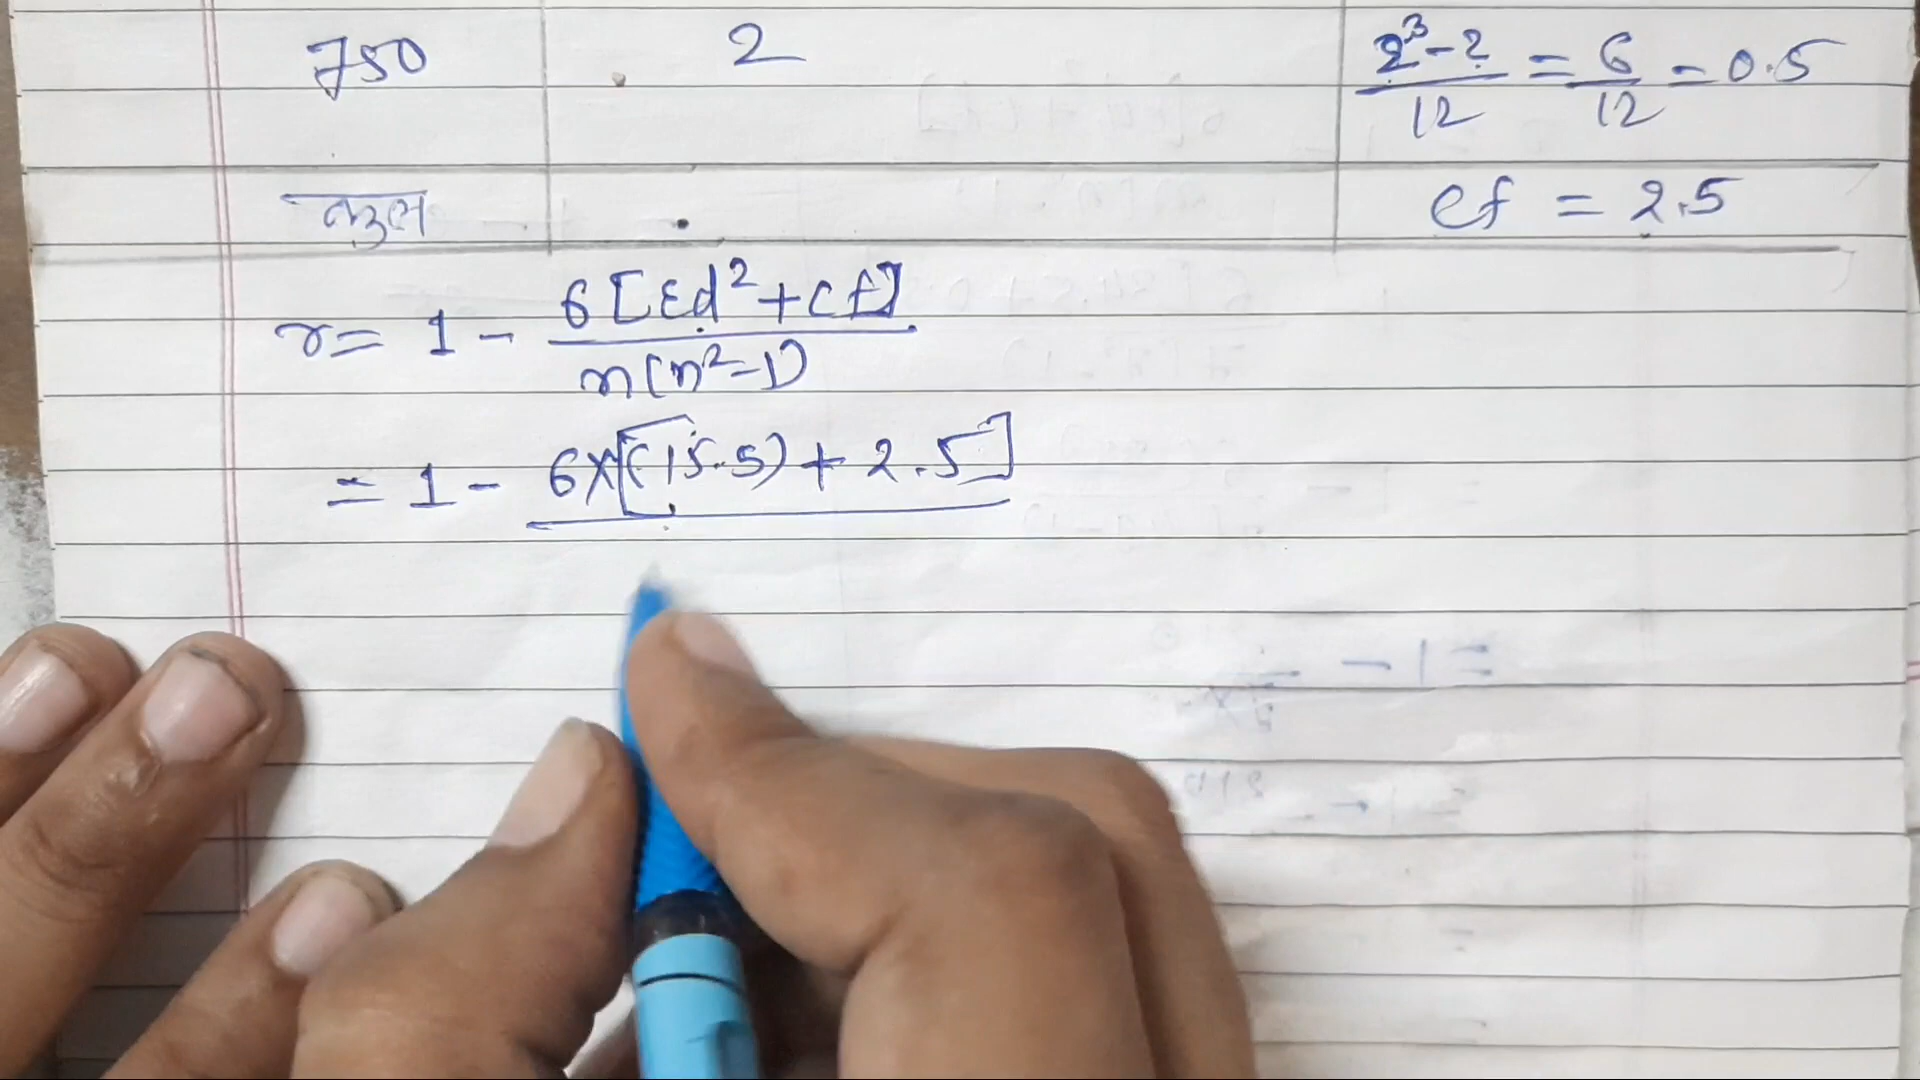 750 2 2³-2/12 = 6/12 = 0.5
कुल cf = 2.5
r = 1 - 6[Σd²+cf]/n(n²-1)
= 1 - 6×[(15.5) + 2.5]